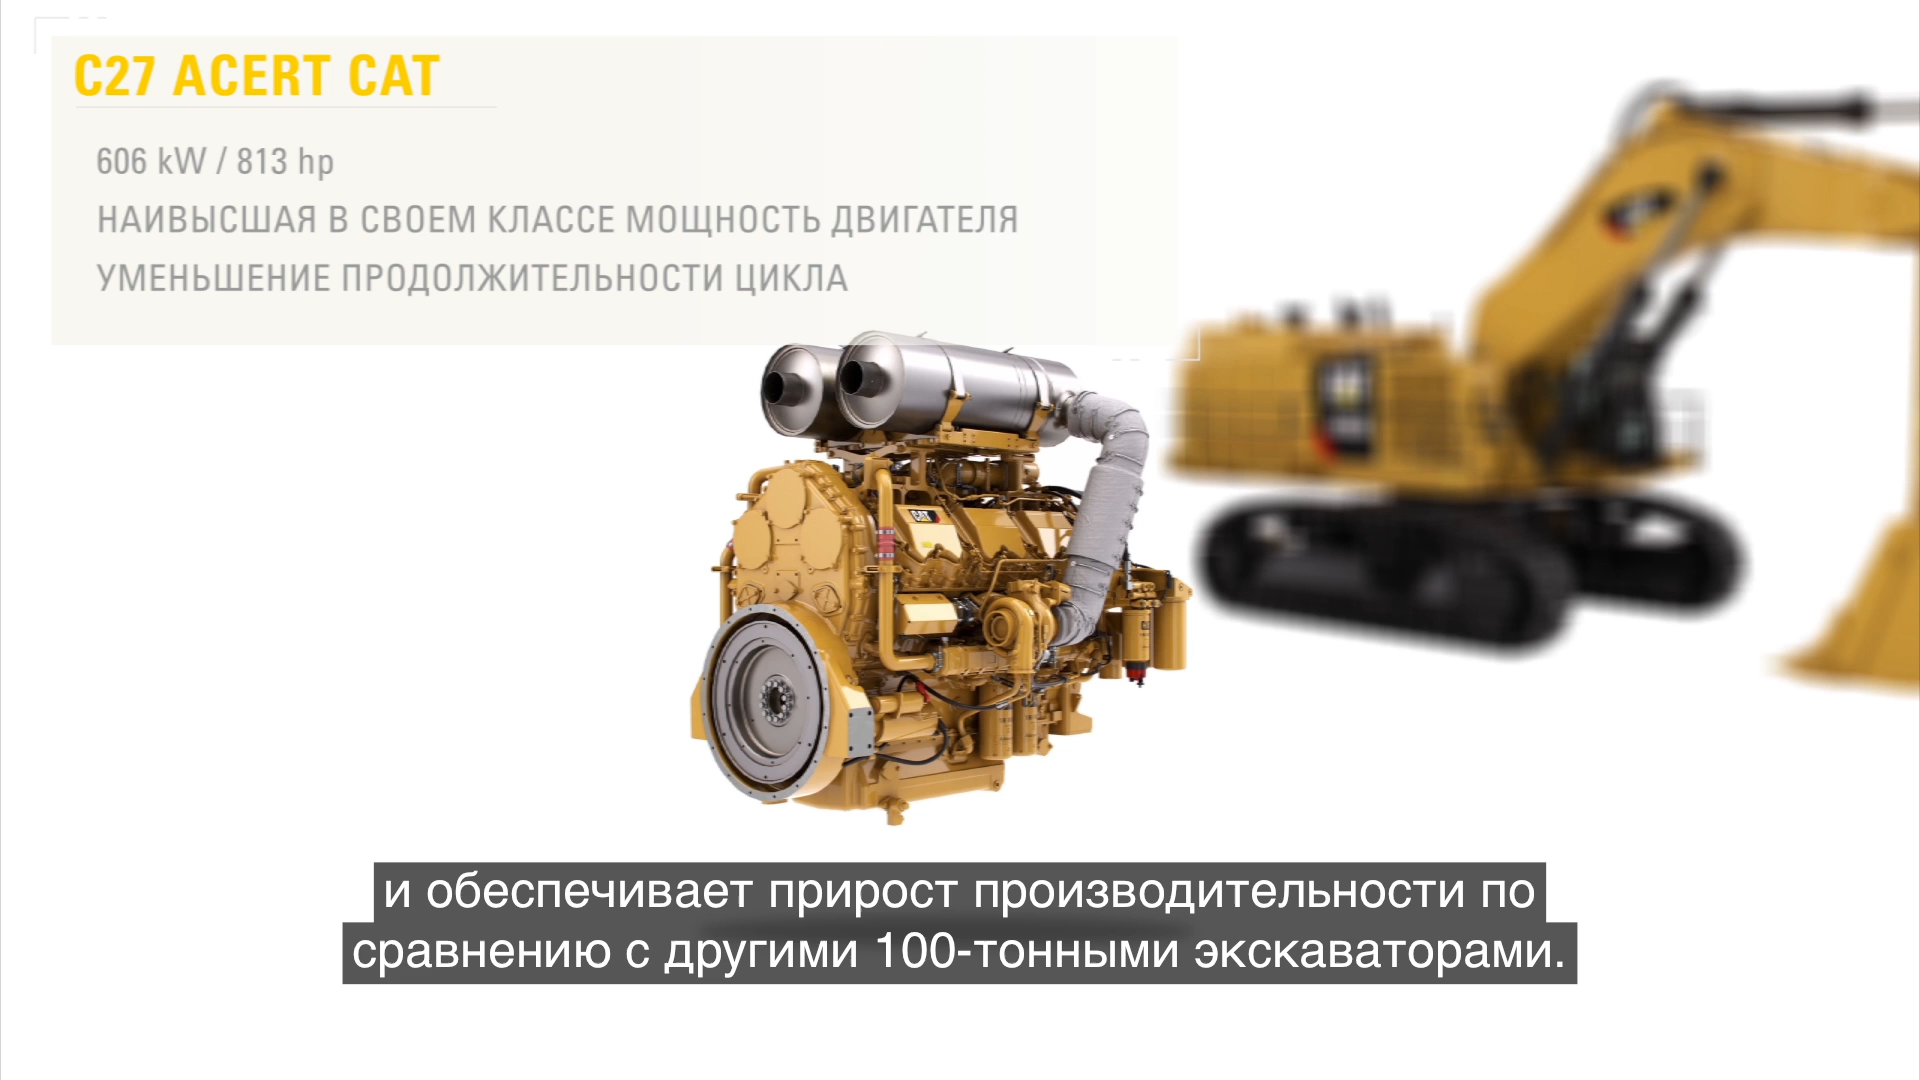 C27 ACERT CAT
606 kW / 813 hp
НАИВЫСШАЯ В СВОЕМ КЛАССЕ МОЩНОСТЬ ДВИГАТЕЛЯ
УМЕНЬШЕНИЕ ПРОДОЛЖИТЕЛЬНОСТИ ЦИКЛА
CAT
и обеспечивает прирост производительности по
сравнению с другими 100-тонными экскаваторами.